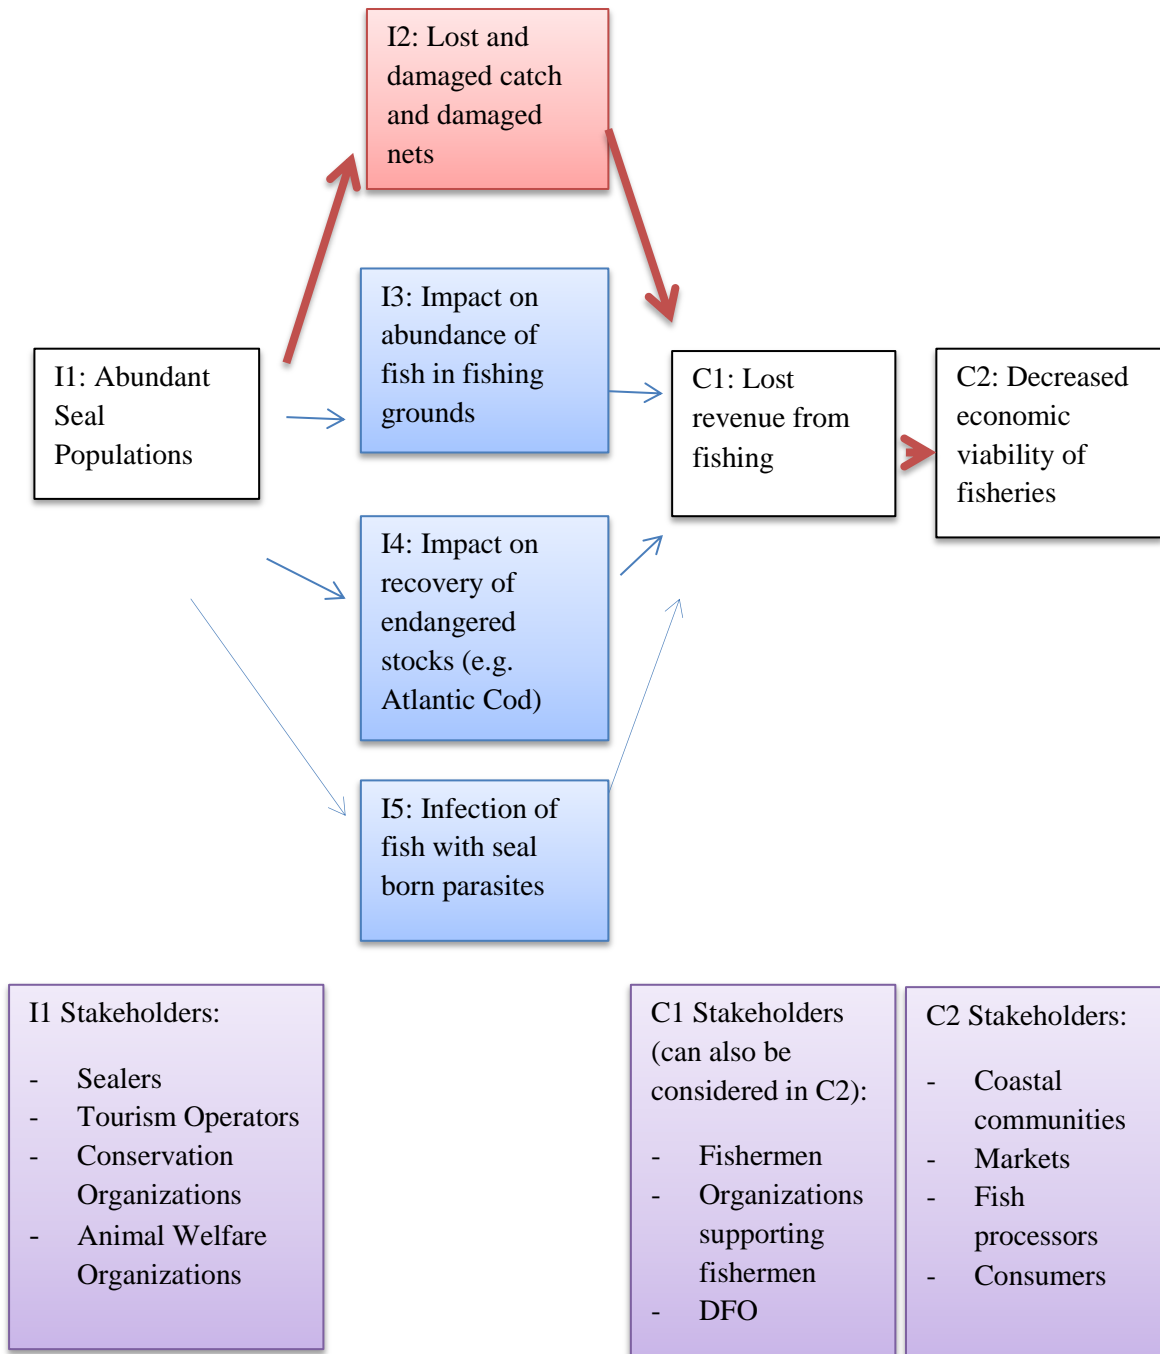 I2: Lost and
damaged catch
and damaged
nets
I3: Impact on
abundance of
fish in fishing
grounds
I1: Abundant
Seal
Populations
C1: Lost
revenue from
fishing
C2: Decreased
economic
viability of
fisheries
I4: Impact on
recovery of
endangered
stocks (e.g.
Atlantic Cod)
I5: Infection of
fish with seal
born parasites
I1 Stakeholders:
- Sealers
- Tourism Operators
- Conservation
Organizations
- Animal Welfare
Organizations
C1 Stakeholders
(can also be
considered in C2):
- Fishermen
- Organizations
supporting
fishermen
- DFO
C2 Stakeholders:
- Coastal
communities
- Markets
- Fish
processors
- Consumers